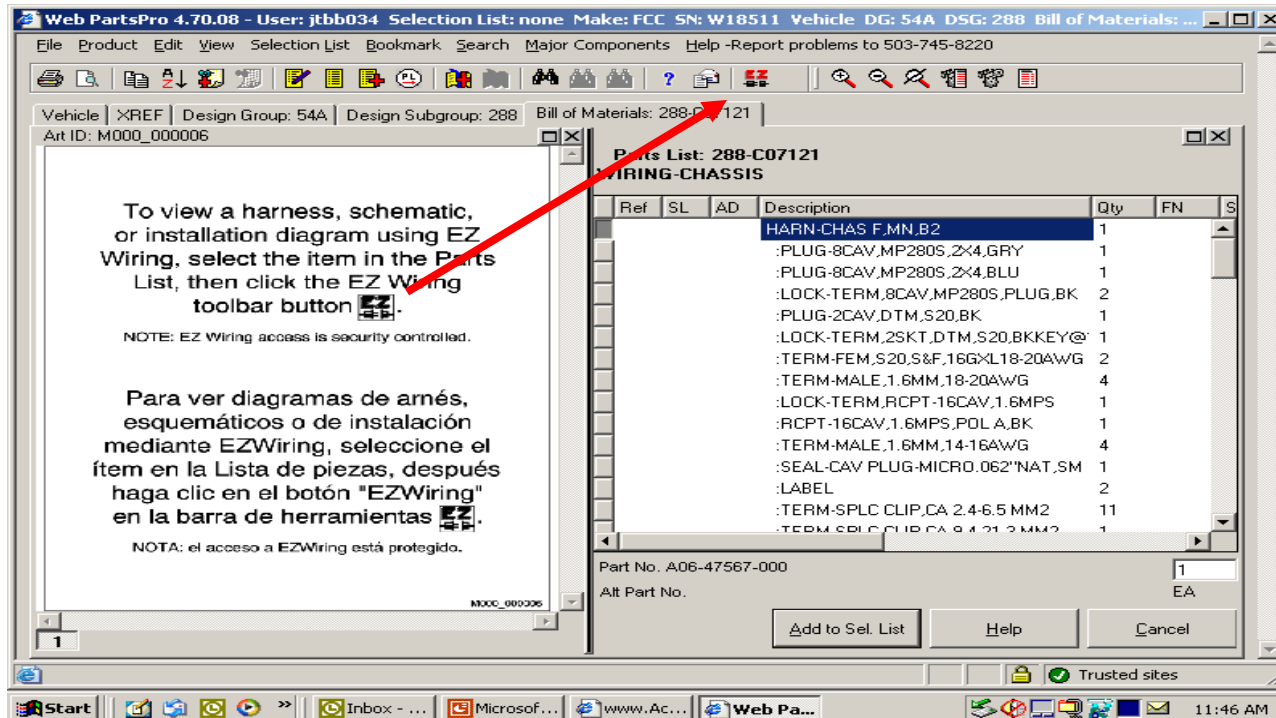 Web PartsPro 4.70.08 - User: jtbb034 Selection List: none Make: FCC SN: W18511 Vehicle DG: 54A DSG: 288 Bill of Materials: ...
File Product Edit View Selection List Bookmark Search Major Components Help -Report problems to 503-745-8220
Vehicle XREF Design Group: 54A Design Subgroup: 288 Bill of Materials: 288-C07121
Art ID: M000_000006
To view a harness, schematic,
or installation diagram using EZ
Wiring, select the item in the Parts
List, then click the EZ Wiring
toolbar button EZ.
NOTE: EZ Wiring access is security controlled.
Para ver diagramas de arnés,
esquemáticos o de instalación
mediante EZWiring, seleccione el
ítem en la Lista de piezas, después
haga clic en el botón "EZWiring"
en la barra de herramientas EZ.
NOTA: el acceso a EZWiring está protegido.
M000_000006
1
Parts List: 288-C07121
WIRING-CHASSIS
Ref SL AD Description Qty FN S
HARN-CHAS F,MN,B2 1
:PLUG-8CAV,MP280S,2X4,GRY 1
:PLUG-8CAV,MP280S,2X4,BLU 1
:LOCK-TERM,8CAV,MP280S,PLUG,BK 2
:PLUG-2CAV,DTM,S20,BK 1
:LOCK-TERM,2SKT,DTM,S20,BKKEY@ 1
:TERM-FEM,S20,S&F,16GXL18-20AWG 2
:TERM-MALE,1.6MM,18-20AWG 4
:LOCK-TERM,RCPT-16CAV,1.6MPS 1
:RCPT-16CAV,1.6MPS,POL A,BK 1
:TERM-MALE,1.6MM,14-16AWG 4
:SEAL-CAV PLUG-MICRO.062"NAT,SM 1
:LABEL 2
:TERM-SPLC CLIP,CA 2.4-6.5 MM2 11
:TERM-SPLC CLIP,CA 9.4-21.3 MM2 1
Part No. A06-47567-000 1
Alt Part No. EA
Add to Sel. List Help Cancel
Trusted sites
Start Inbox - ... Microsof... www.Ac... Web Pa... 11:46 AM